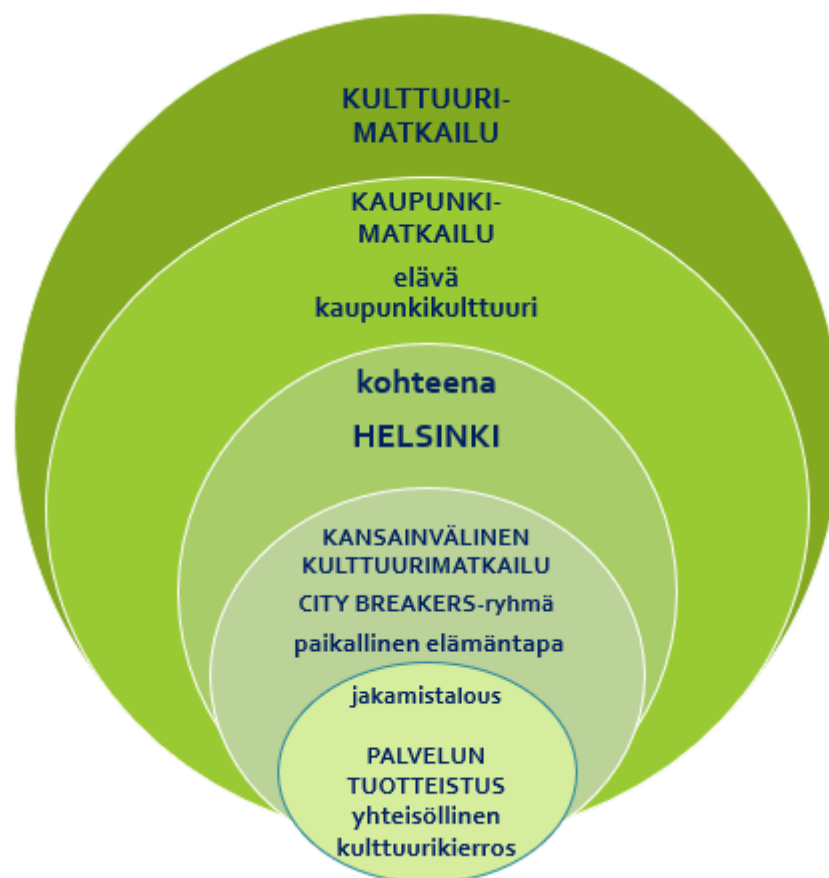 KULTTUURI-
MATKAILU
KAUPUNKI-
MATKAILU
elävä
kaupunkikulttuuri
kohteena
HELSINKI
KANSAINVÄLINEN
KULTTUURIMATKAILU
CITY BREAKERS-ryhmä
paikallinen elämäntapa
jakamistalous
PALVELUN
TUOTTEISTUS
yhteisöllinen
kulttuurikierros